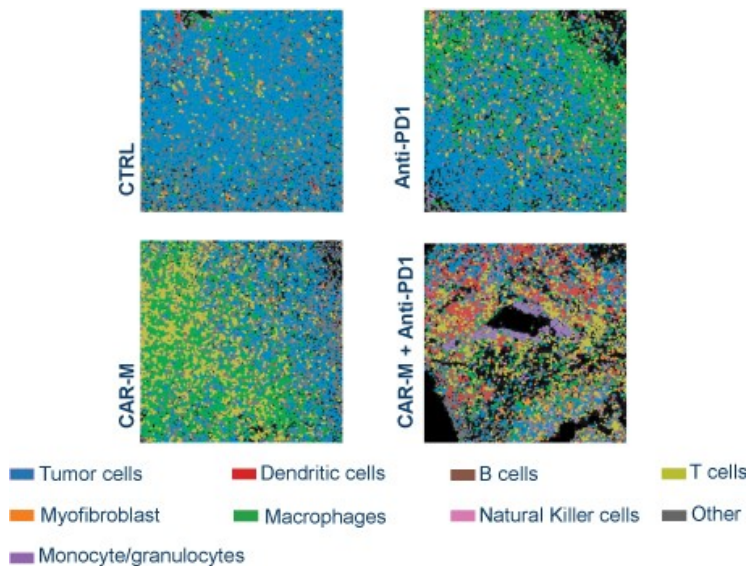 CTRL
Anti-PD1
CAR-M
CAR-M + Anti-PD1
Tumor cells
Dendritic cells
B cells
T cells
Myofibroblast
Macrophages
Natural Killer cells
Other
Monocyte/granulocytes